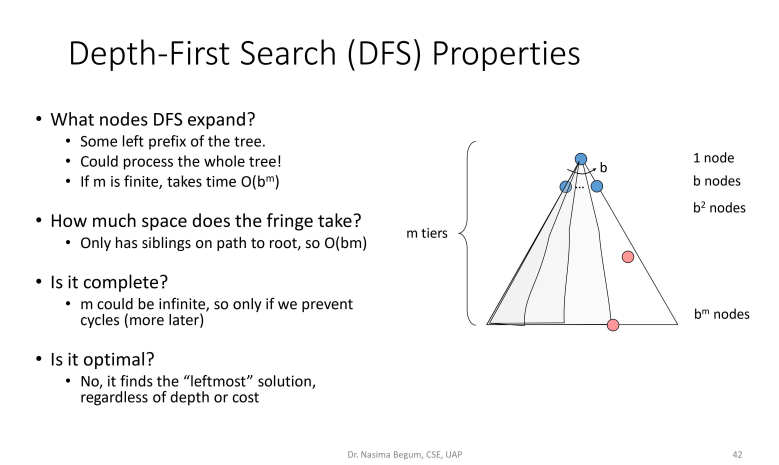 Depth-First Search (DFS) Properties
• What nodes DFS expand?
• Some left prefix of the tree.
• Could process the whole tree!
• If m is finite, takes time O(bᵐ)
• How much space does the fringe take?
• Only has siblings on path to root, so O(bm)
• Is it complete?
• m could be infinite, so only if we prevent
cycles (more later)
• Is it optimal?
• No, it finds the “leftmost” solution,
regardless of depth or cost
b
...
m tiers
1 node
b nodes
b² nodes
bᵐ nodes
Dr. Nasima Begum, CSE, UAP
42